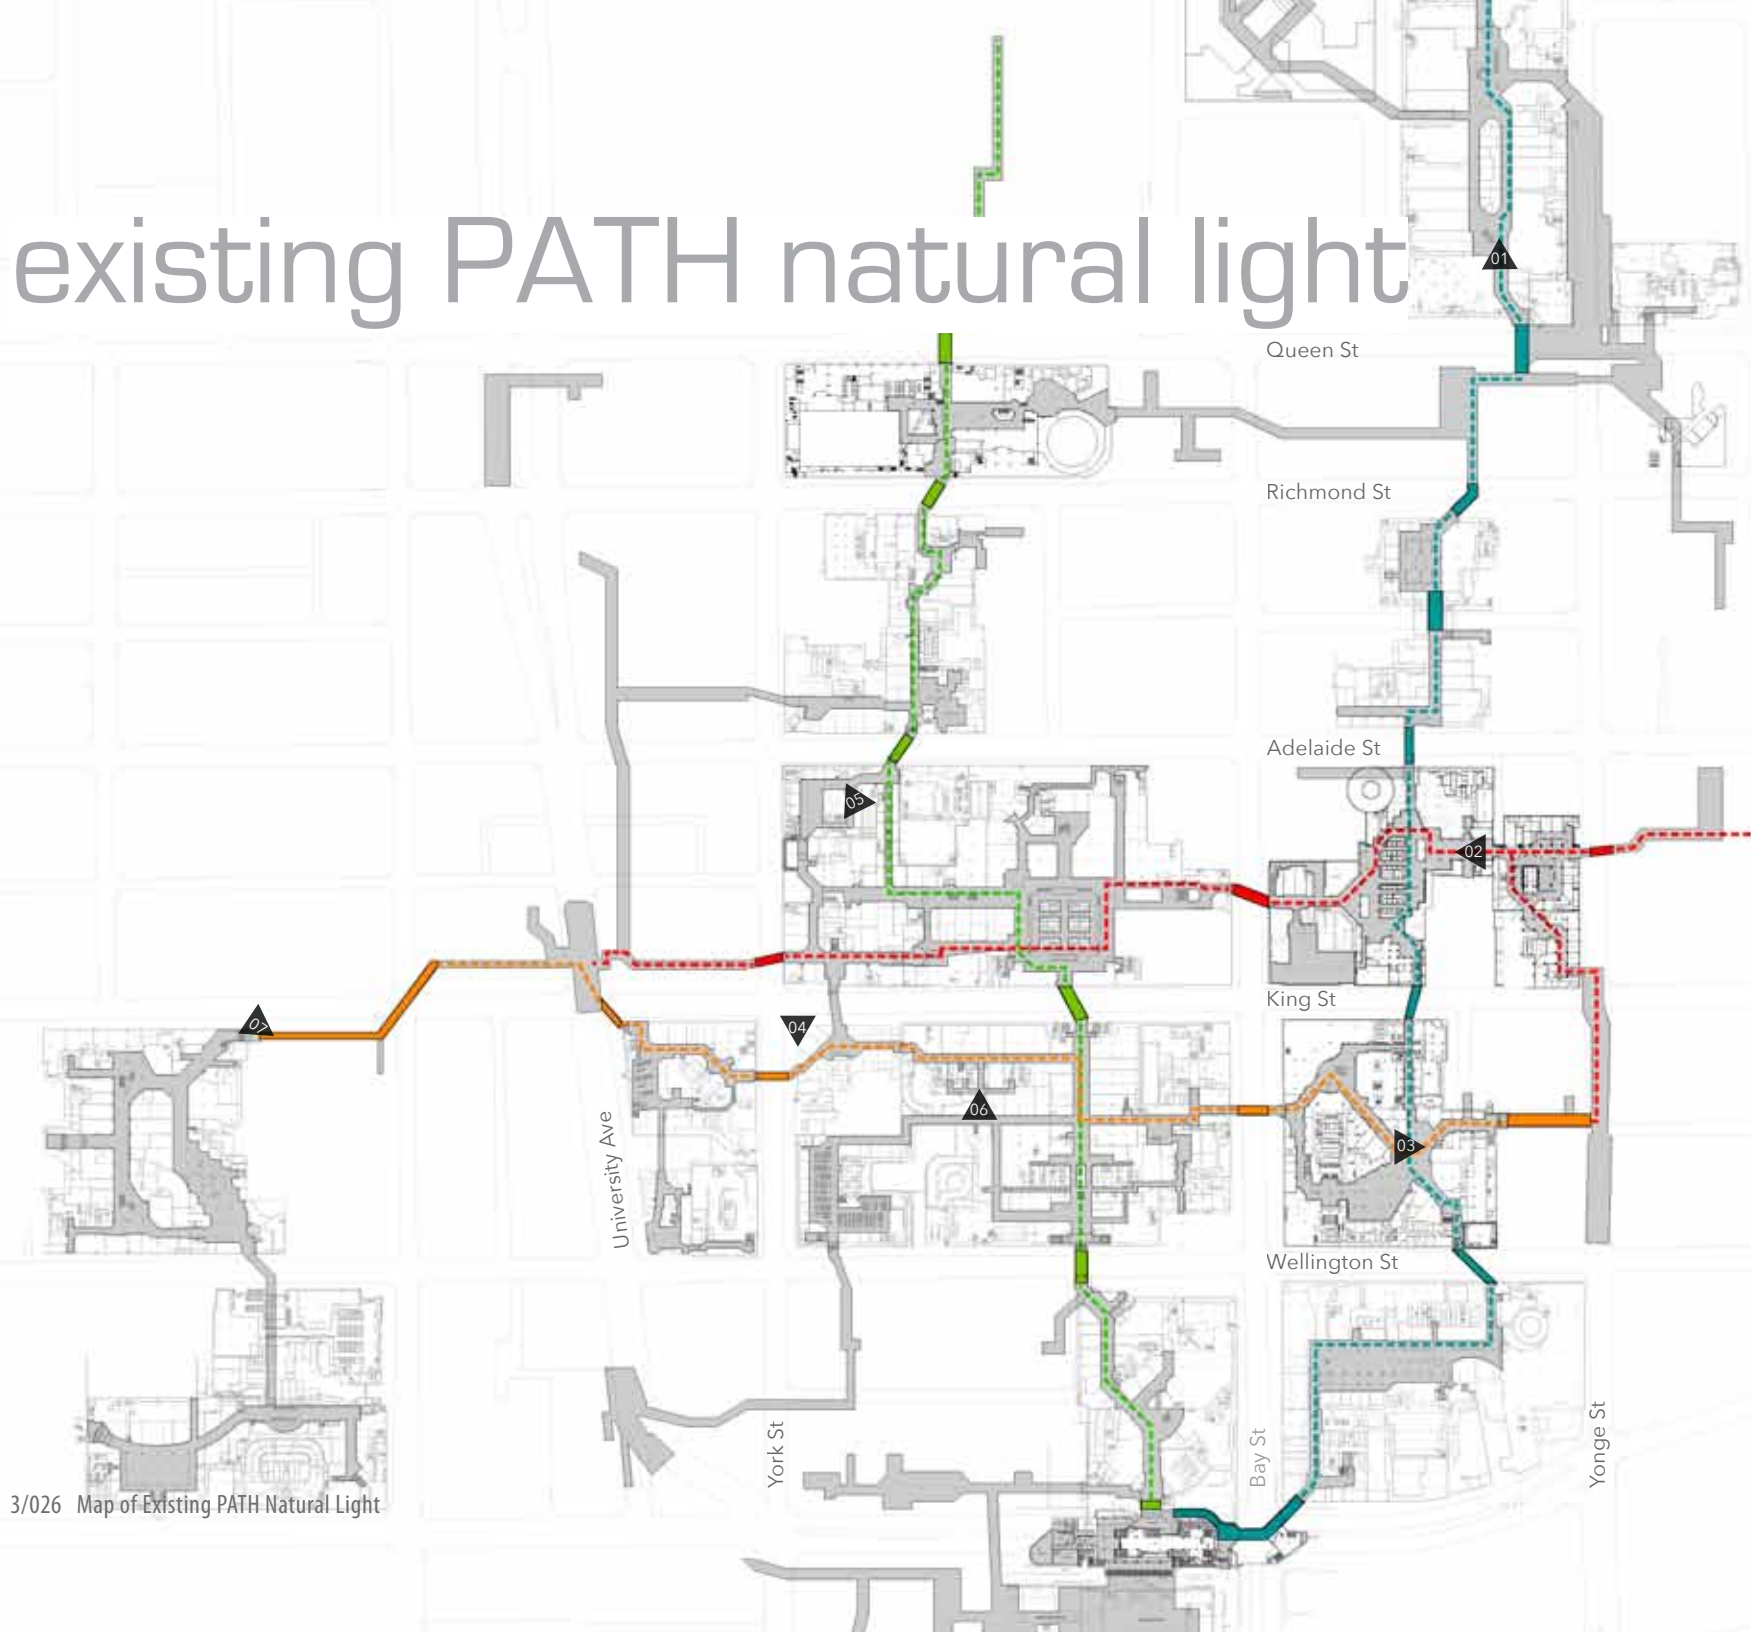 existing PATH natural light
01
Queen St
Richmond St
Adelaide St
05
02
King St
07
04
06
03
University Ave
Wellington St
York St
Bay St
Yonge St
3/026 Map of Existing PATH Natural Light